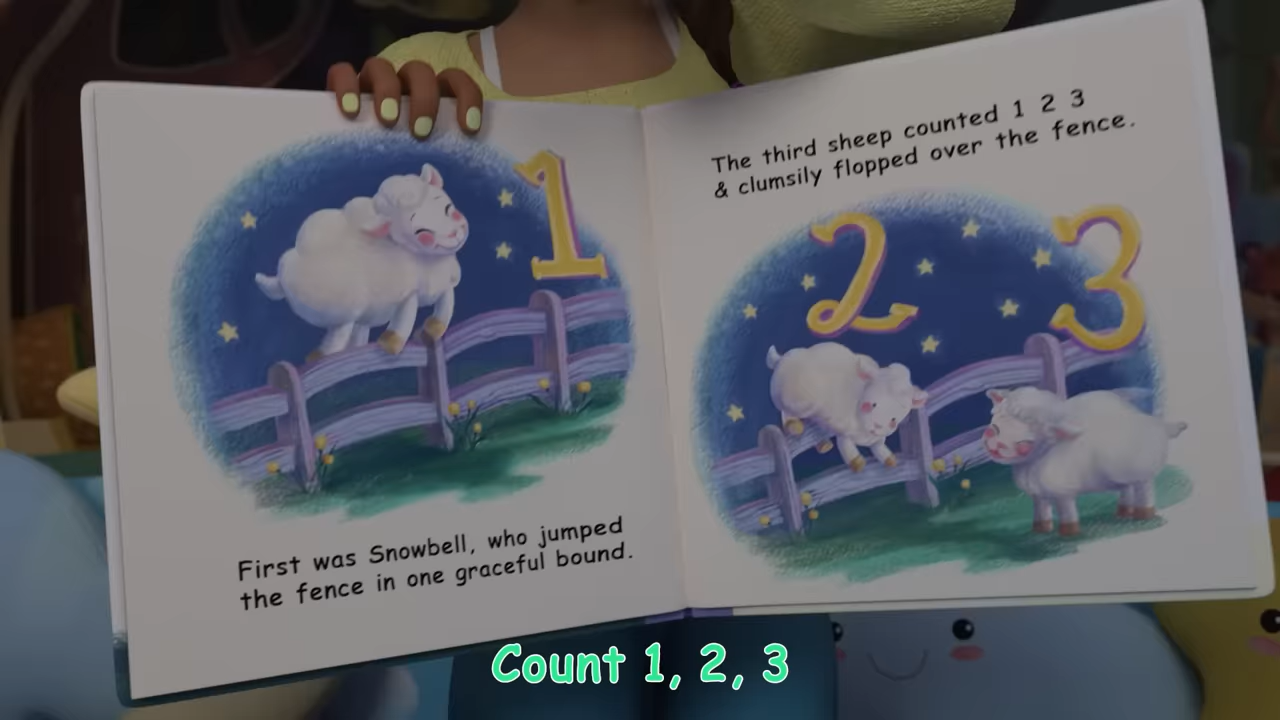 1
First was Snowbell, who jumped
the fence in one graceful bound.
The third sheep counted 1 2 3
& clumsily flopped over the fence.
2 3
Count 1, 2, 3